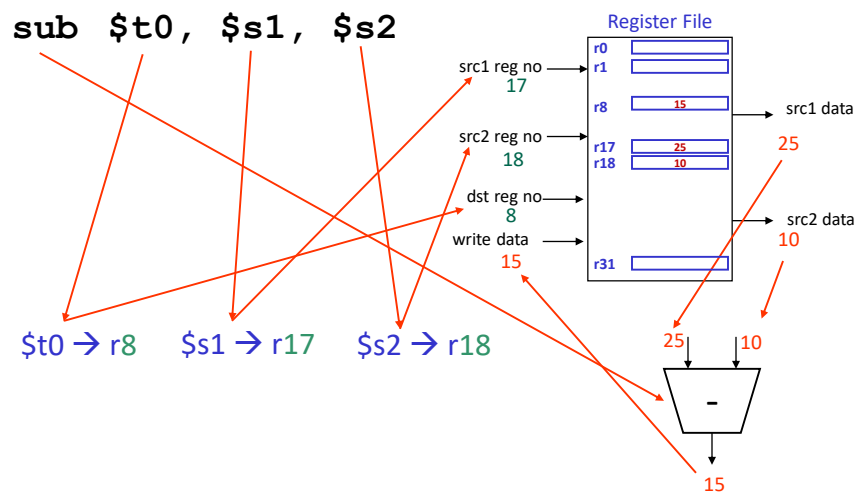 sub $t0, $s1, $s2
Register File
r0
r1
src1 reg no
17
r8 15
src1 data
25
src2 reg no
18
r17 25
r18 10
dst reg no
8
src2 data
10
write data
15
r31
$t0 → r8 $s1 → r17 $s2 → r18
25 10
-
15